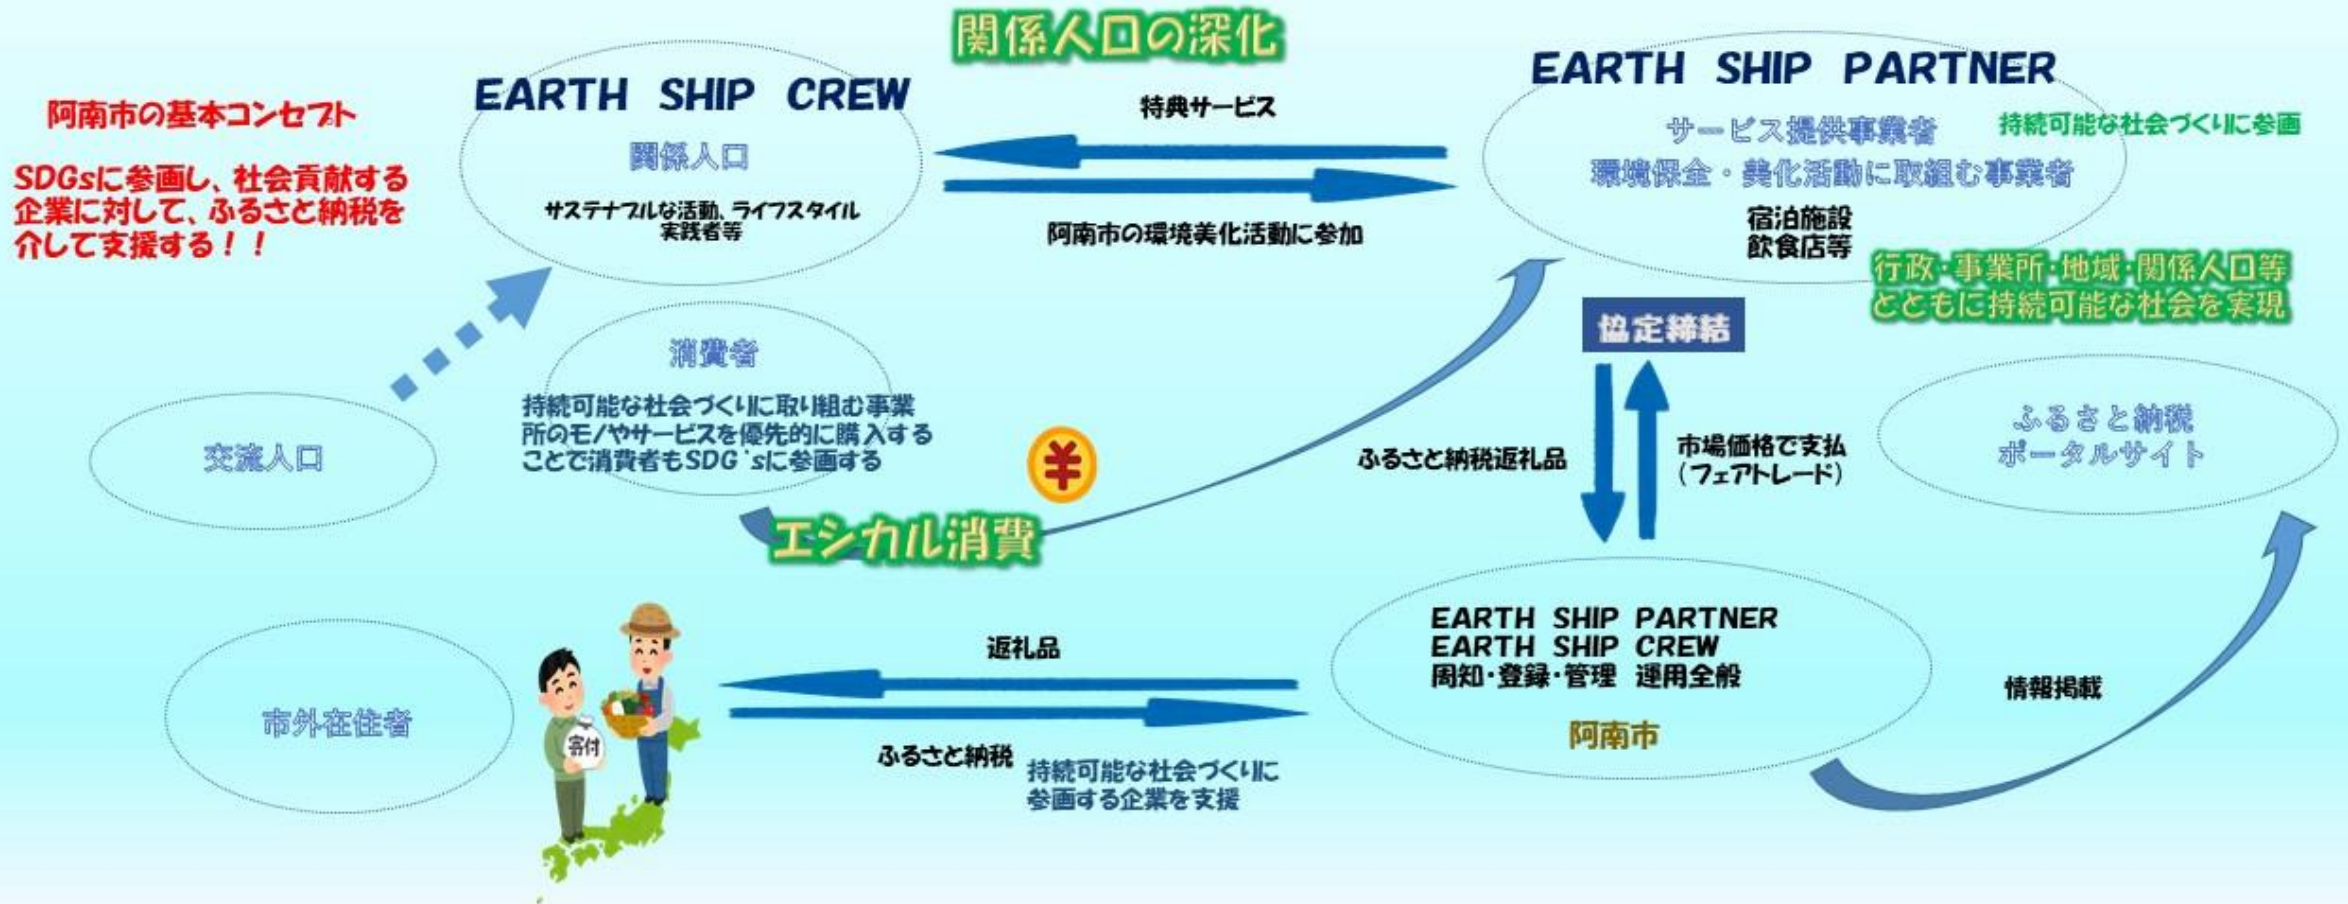 関係人口の深化
阿南市の基本コンセプト
SDGsに参画し、社会貢献する
企業に対して、ふるさと納税を
介して支援する！！
EARTH SHIP CREW
関係人口
サステナブルな活動、ライフスタイル
実践者等
特典サービス
阿南市の環境美化活動に参加
EARTH SHIP PARTNER
サービス提供事業者
環境保全・美化活動に取組む事業者
宿泊施設
飲食店等
持続可能な社会づくりに参画
行政・事業所・地域・関係人口等
とともに持続可能な社会を実現
協定締結
消費者
持続可能な社会づくりに取り組む事業
所のモノやサービスを優先的に購入する
ことで消費者もSDG'sに参画する
交流人口
¥
エシカル消費
ふるさと納税返礼品
市場価格で支払
（フェアトレード）
ふるさと納税
ポータルサイト
市外在住者
寄付
返礼品
ふるさと納税
持続可能な社会づくりに
参画する企業を支援
EARTH SHIP PARTNER
EARTH SHIP CREW
周知・登録・管理 運用全般
阿南市
情報掲載